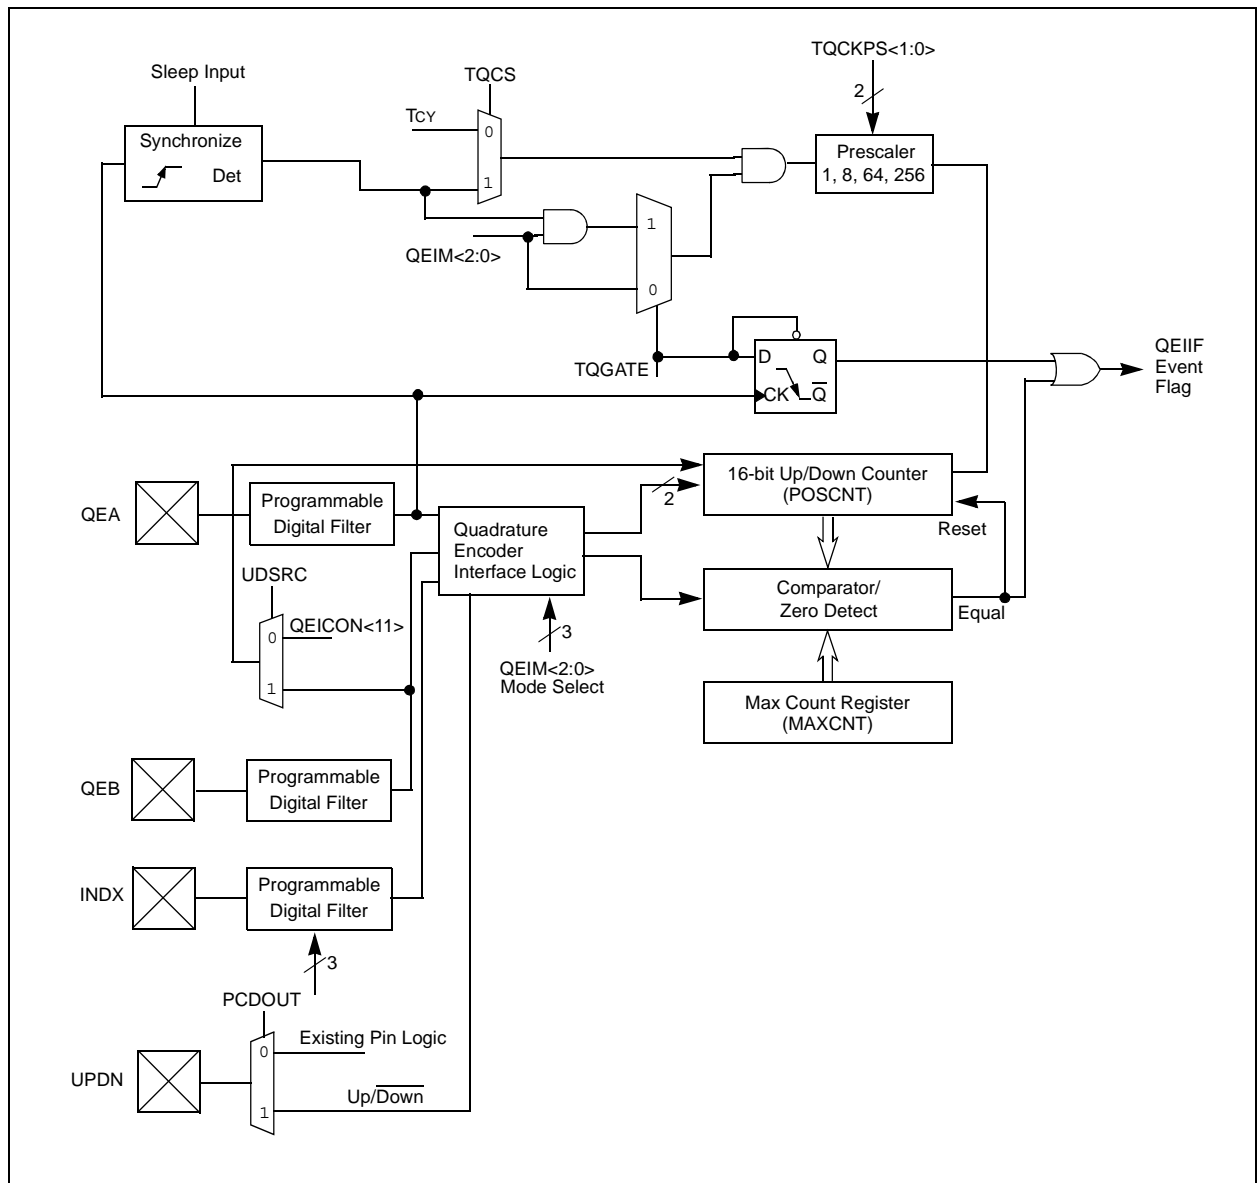 TQCKPS<1:0>
Sleep Input
TQCS
2
TCY
0
Synchronize
Det
1
Prescaler
1, 8, 64, 256
QEIM<2:0>
1
0
TQGATE
D Q
CK Q
QEIIF
Event
Flag
16-bit Up/Down Counter
(POSCNT)
2
Reset
QEA
Programmable
Digital Filter
Quadrature
Encoder
Interface Logic
UDSRC
0
QEICON<11>
1
Comparator/
Zero Detect
Equal
3
QEIM<2:0>
Mode Select
Max Count Register
(MAXCNT)
QEB
Programmable
Digital Filter
INDX
Programmable
Digital Filter
3
PCDOUT
0
Existing Pin Logic
UPDN
Up/Down
1